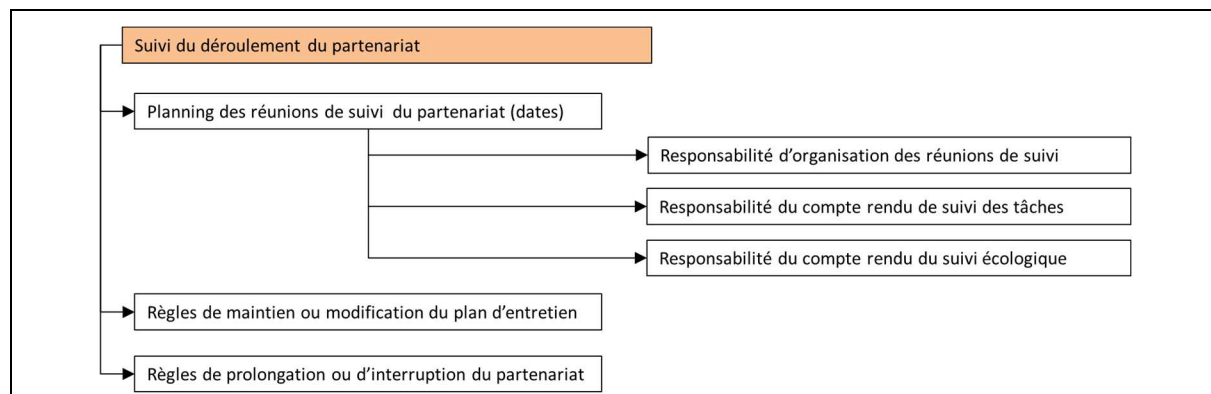 Suivi du déroulement du partenariat
Planning des réunions de suivi du partenariat (dates)
Responsabilité d'organisation des réunions de suivi
Responsabilité du compte rendu de suivi des tâches
Responsabilité du compte rendu du suivi écologique
Règles de maintien ou modification du plan d'entretien
Règles de prolongation ou d'interruption du partenariat